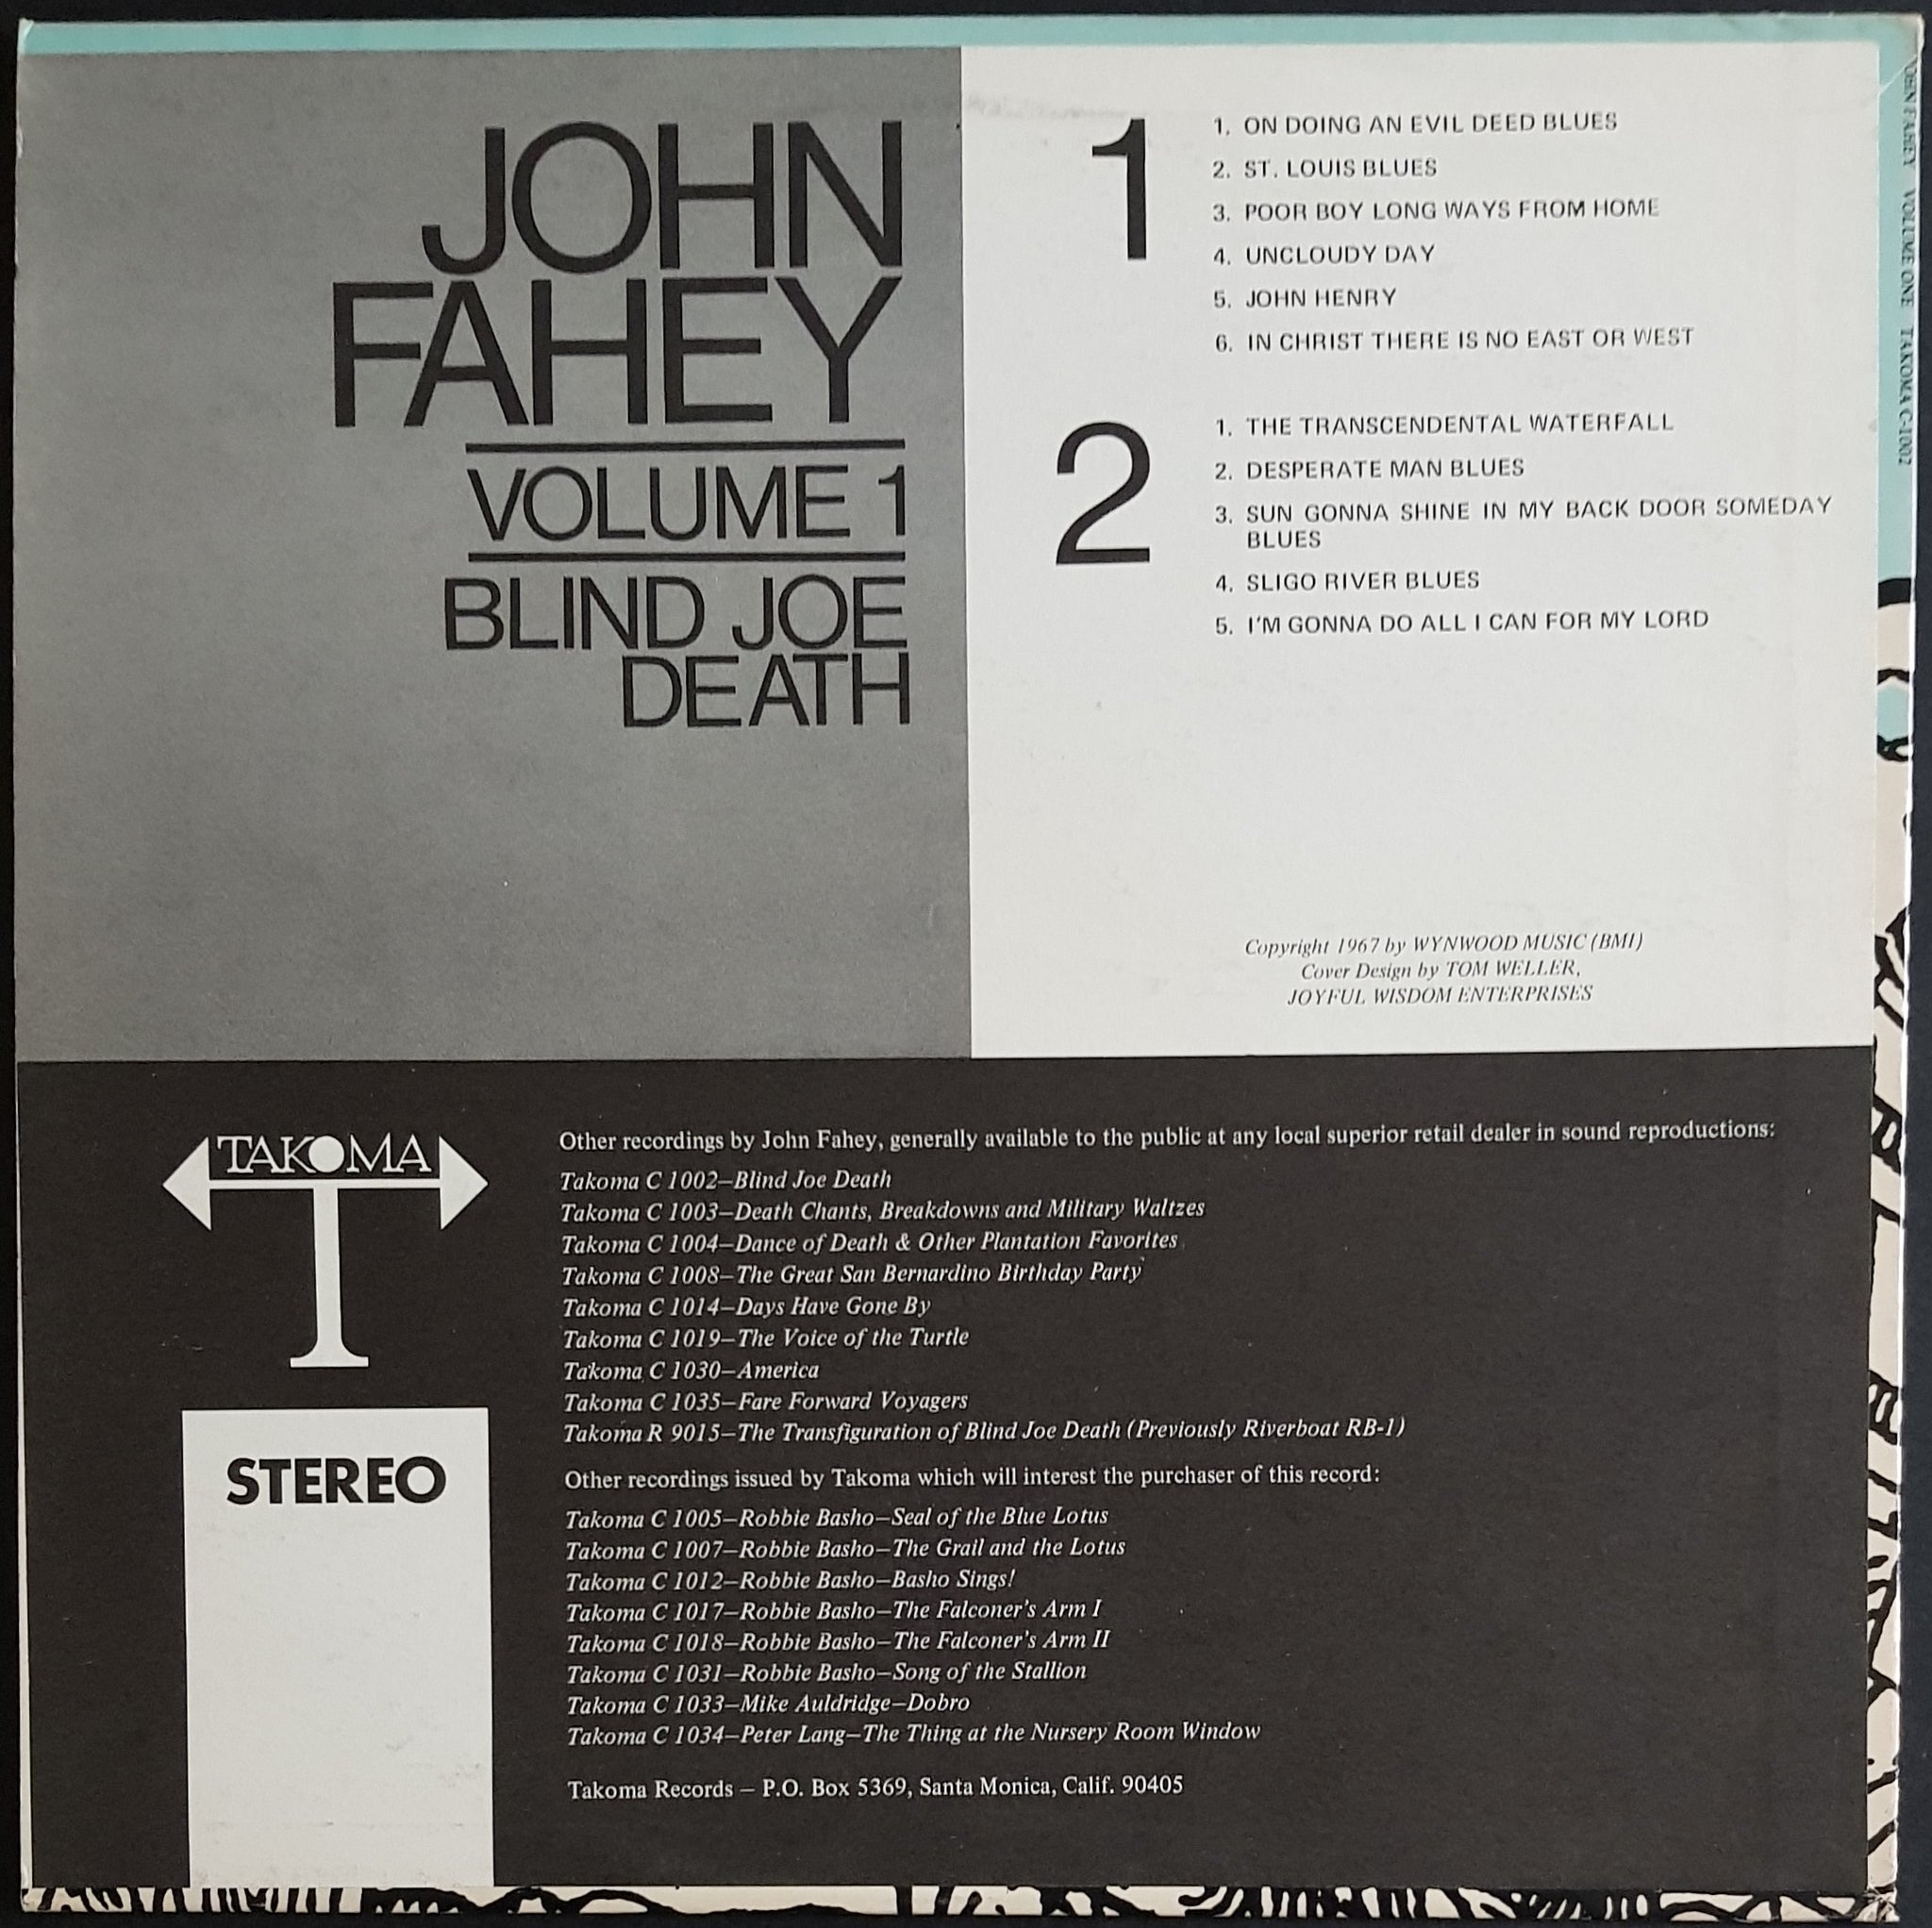 JOHN
FAHEY
VOLUME 1
BLIND JOE
DEATH
1
1. ON DOING AN EVIL DEED BLUES
2. ST. LOUIS BLUES
3. POOR BOY LONG WAYS FROM HOME
4. UNCLOUDY DAY
5. JOHN HENRY
6. IN CHRIST THERE IS NO EAST OR WEST
2
1. THE TRANSCENDENTAL WATERFALL
2. DESPERATE MAN BLUES
3. SUN GONNA SHINE IN MY BACK DOOR SOMEDAY
BLUES
4. SLIGO RIVER BLUES
5. I'M GONNA DO ALL I CAN FOR MY LORD
Copyright 1967 by WYNWOOD MUSIC (BMI)
Cover Design by TOM WELLER,
JOYFUL WISDOM ENTERPRISES
JOHN FAHEY VOLUME ONE TAKOMA C-1002
TAKOMA
STEREO
Other recordings by John Fahey, generally available to the public at any local superior retail dealer in sound reproductions:
Takoma C 1002—Blind Joe Death
Takoma C 1003—Death Chants, Breakdowns and Military Waltzes
Takoma C 1004—Dance of Death & Other Plantation Favorites
Takoma C 1008—The Great San Bernardino Birthday Party
Takoma C 1014—Days Have Gone By
Takoma C 1019—The Voice of the Turtle
Takoma C 1030—America
Takoma C 1035—Fare Forward Voyagers
Takoma R 9015—The Transfiguration of Blind Joe Death (Previously Riverboat RB-1)
Other recordings issued by Takoma which will interest the purchaser of this record:
Takoma C 1005—Robbie Basho—Seal of the Blue Lotus
Takoma C 1007—Robbie Basho—The Grail and the Lotus
Takoma C 1012—Robbie Basho—Basho Sings!
Takoma C 1017—Robbie Basho—The Falconer's Arm I
Takoma C 1018—Robbie Basho—The Falconer's Arm II
Takoma C 1031—Robbie Basho—Song of the Stallion
Takoma C 1033—Mike Auldridge—Dobro
Takoma C 1034—Peter Lang—The Thing at the Nursery Room Window
Takoma Records — P.O. Box 5369, Santa Monica, Calif. 90405